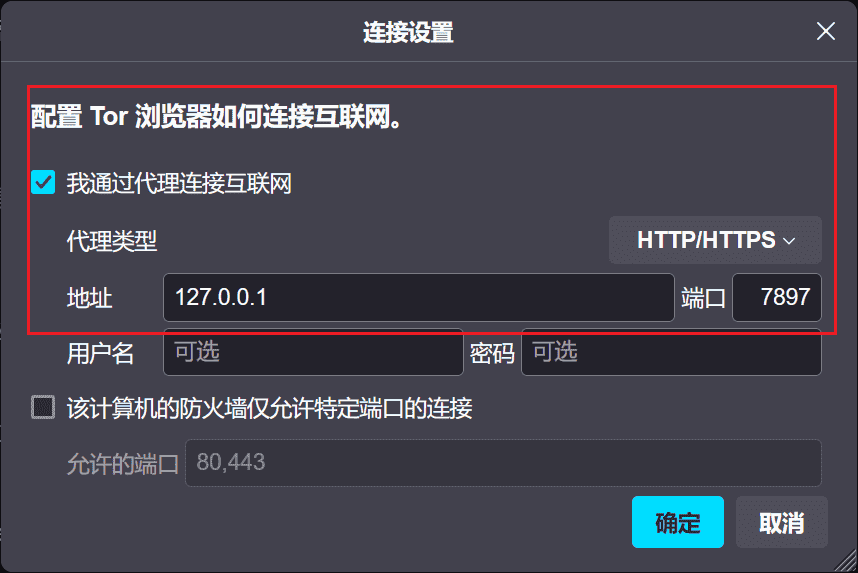 连接设置
配置 Tor 浏览器如何连接互联网。
我通过代理连接互联网
代理类型 HTTP/HTTPS
地址 127.0.0.1 端口 7897
用户名 可选 密码 可选
该计算机的防火墙仅允许特定端口的连接
允许的端口 80,443
确定 取消